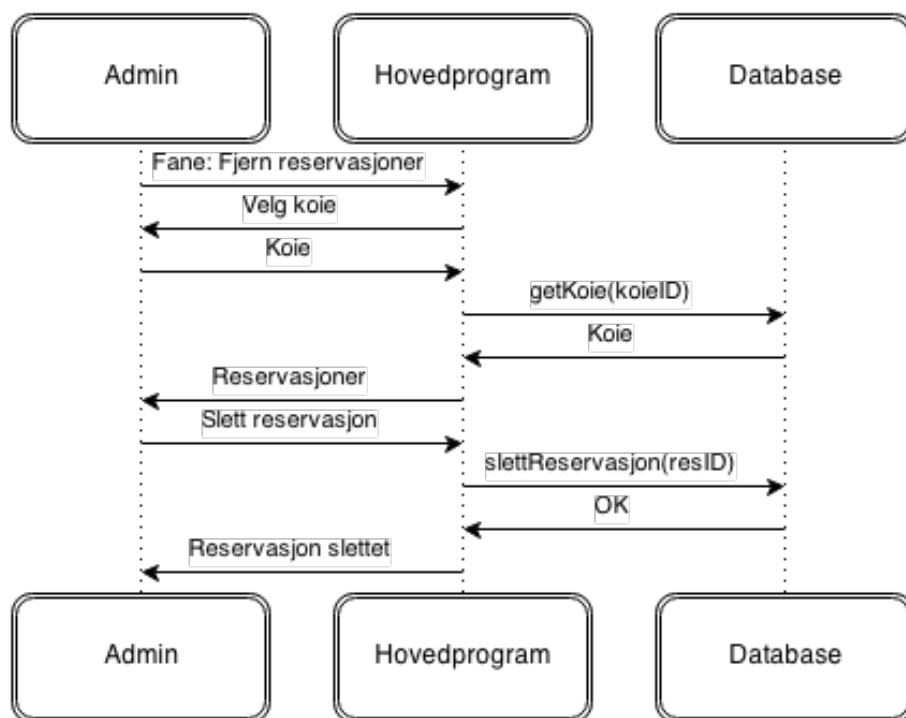 Admin
Hovedprogram
Database
Fane: Fjern reservasjoner
Velg koie
Koie
getKoie(koieID)
Koie
Reservasjoner
Slett reservasjon
slettReservasjon(resID)
OK
Reservasjon slettet
Admin
Hovedprogram
Database